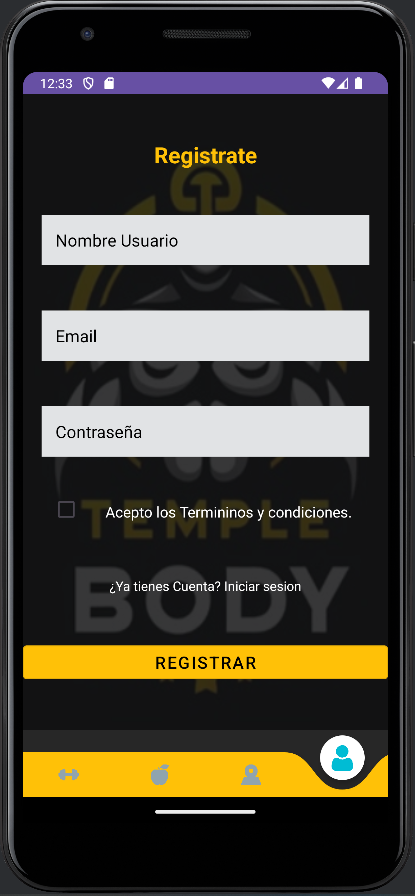 12:33
Registrate
Nombre Usuario
Email
Contraseña
Acepto los Termininos y condiciones.
TEMPLE
¿Ya tienes Cuenta? Iniciar sesion
BODY
REGISTRAR